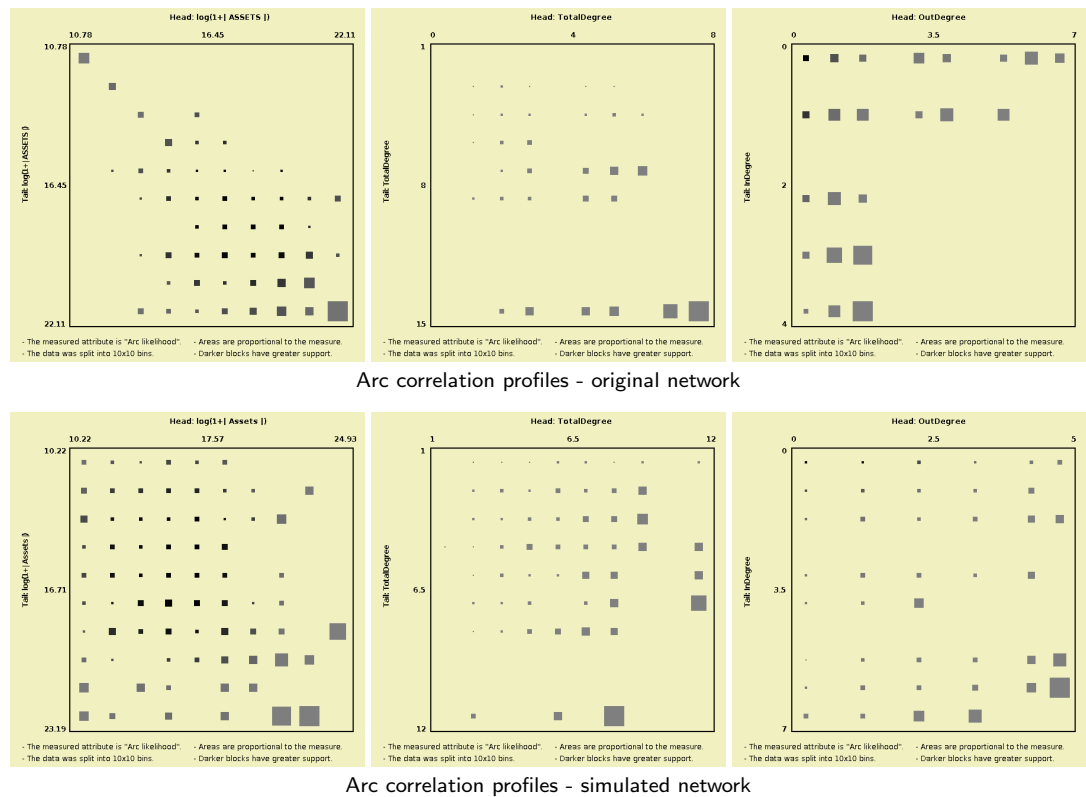 Head: log(1+| ASSETS |)
10.78 16.45 22.11
10.78
Tail: log(1+| ASSETS |)
16.45
22.11
- The measured attribute is "Arc likelihood". - Areas are proportional to the measure.
- The data was split into 10x10 bins. - Darker blocks have greater support.
Head: TotalDegree
0 4 8
1
Tail: TotalDegree
8
15
- The measured attribute is "Arc likelihood". - Areas are proportional to the measure.
- The data was split into 10x10 bins. - Darker blocks have greater support.
Head: OutDegree
0 3.5 7
0
Tail: InDegree
2
4
- The measured attribute is "Arc likelihood". - Areas are proportional to the measure.
- The data was split into 10x10 bins. - Darker blocks have greater support.
Arc correlation profiles - original network
Head: log(1+| Assets |)
10.22 17.57 24.93
10.22
Tail: log(1+| Assets |)
16.71
23.19
- The measured attribute is "Arc likelihood". - Areas are proportional to the measure.
- The data was split into 10x10 bins. - Darker blocks have greater support.
Head: TotalDegree
1 6.5 12
1
Tail: TotalDegree
6.5
12
- The measured attribute is "Arc likelihood". - Areas are proportional to the measure.
- The data was split into 10x10 bins. - Darker blocks have greater support.
Head: OutDegree
0 2.5 5
0
Tail: InDegree
3.5
7
- The measured attribute is "Arc likelihood". - Areas are proportional to the measure.
- The data was split into 10x10 bins. - Darker blocks have greater support.
Arc correlation profiles - simulated network